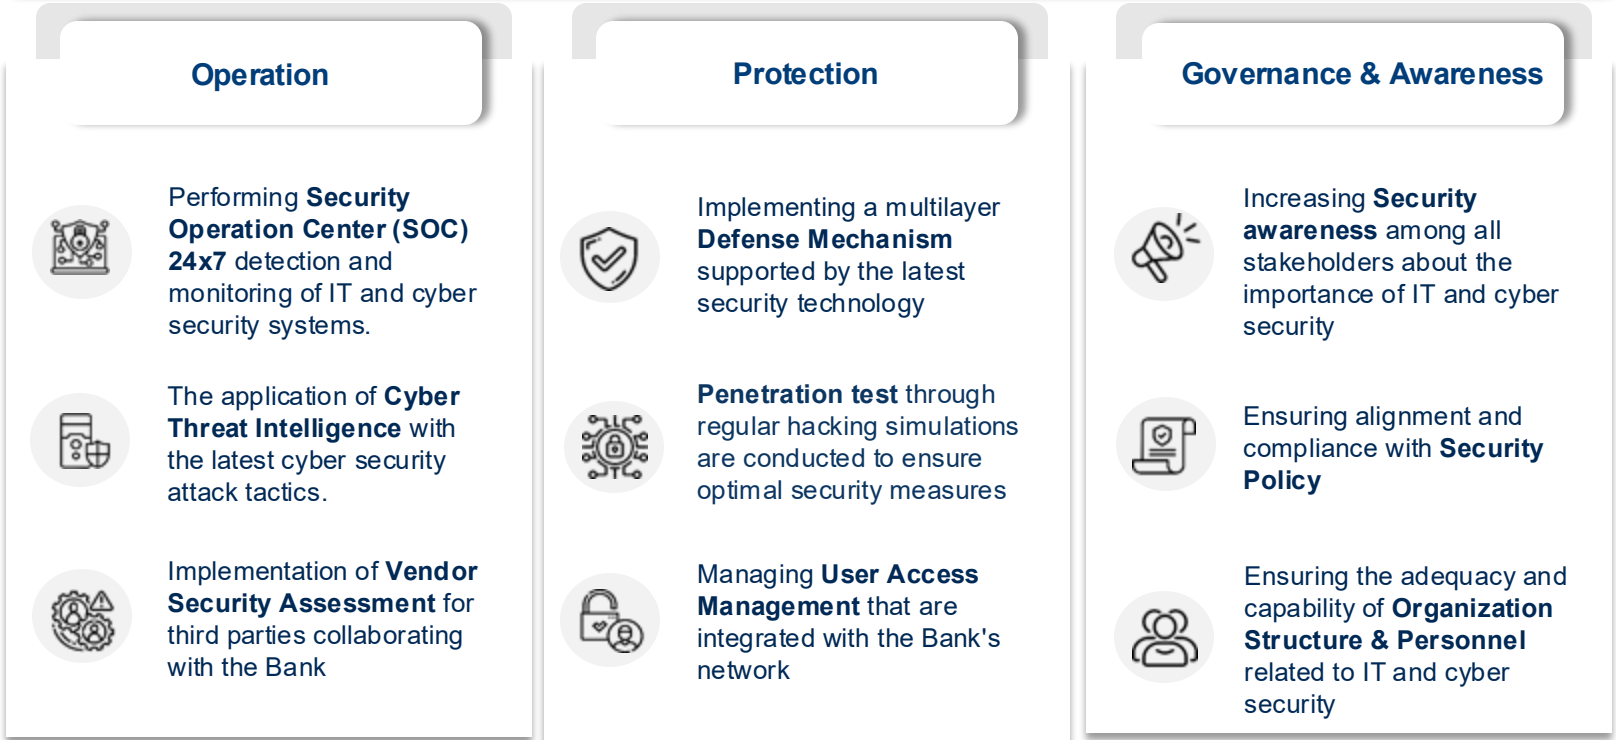 Operation
Performing Security
Operation Center (SOC)
24x7 detection and
monitoring of IT and cyber
security systems.
The application of Cyber
Threat Intelligence with
the latest cyber security
attack tactics.
Implementation of Vendor
Security Assessment for
third parties collaborating
with the Bank
Protection
Implementing a multilayer
Defense Mechanism
supported by the latest
security technology
Penetration test through
regular hacking simulations
are conducted to ensure
optimal security measures
Managing User Access
Management that are
integrated with the Bank's
network
Governance & Awareness
Increasing Security
awareness among all
stakeholders about the
importance of IT and cyber
security
Ensuring alignment and
compliance with Security
Policy
Ensuring the adequacy and
capability of Organization
Structure & Personnel
related to IT and cyber
security